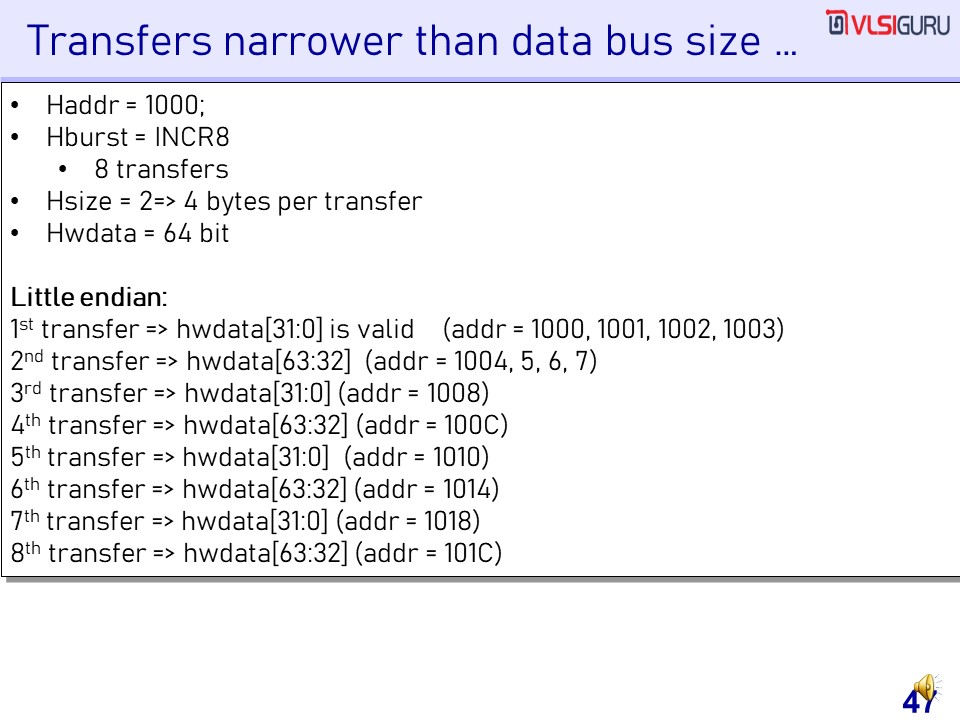 Transfers narrower than data bus size ...
VLSIGURU
• Haddr = 1000;
• Hburst = INCR8
• 8 transfers
• Hsize = 2=> 4 bytes per transfer
• Hwdata = 64 bit
Little endian:
1st transfer => hwdata[31:0] is valid (addr = 1000, 1001, 1002, 1003)
2nd transfer => hwdata[63:32] (addr = 1004, 5, 6, 7)
3rd transfer => hwdata[31:0] (addr = 1008)
4th transfer => hwdata[63:32] (addr = 100C)
5th transfer => hwdata[31:0] (addr = 1010)
6th transfer => hwdata[63:32] (addr = 1014)
7th transfer => hwdata[31:0] (addr = 1018)
8th transfer => hwdata[63:32] (addr = 101C)
47